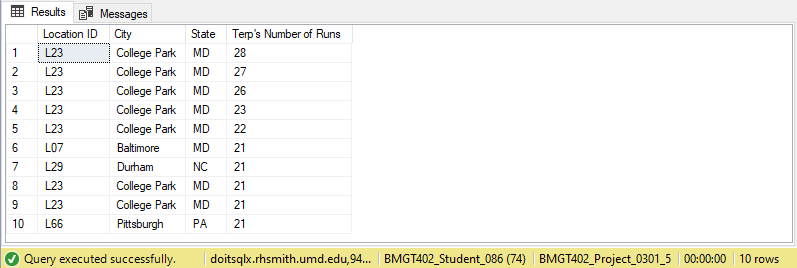 Results Messages
Location ID City State Terp's Number of Runs
1 L23 College Park MD 28
2 L23 College Park MD 27
3 L23 College Park MD 26
4 L23 College Park MD 23
5 L23 College Park MD 22
6 L07 Baltimore MD 21
7 L29 Durham NC 21
8 L23 College Park MD 21
9 L23 College Park MD 21
10 L66 Pittsburgh PA 21
Query executed successfully. doitsqlx.rhsmith.umd.edu,94... BMGT402_Student_086 (74) BMGT402_Project_0301_5 00:00:00 10 rows